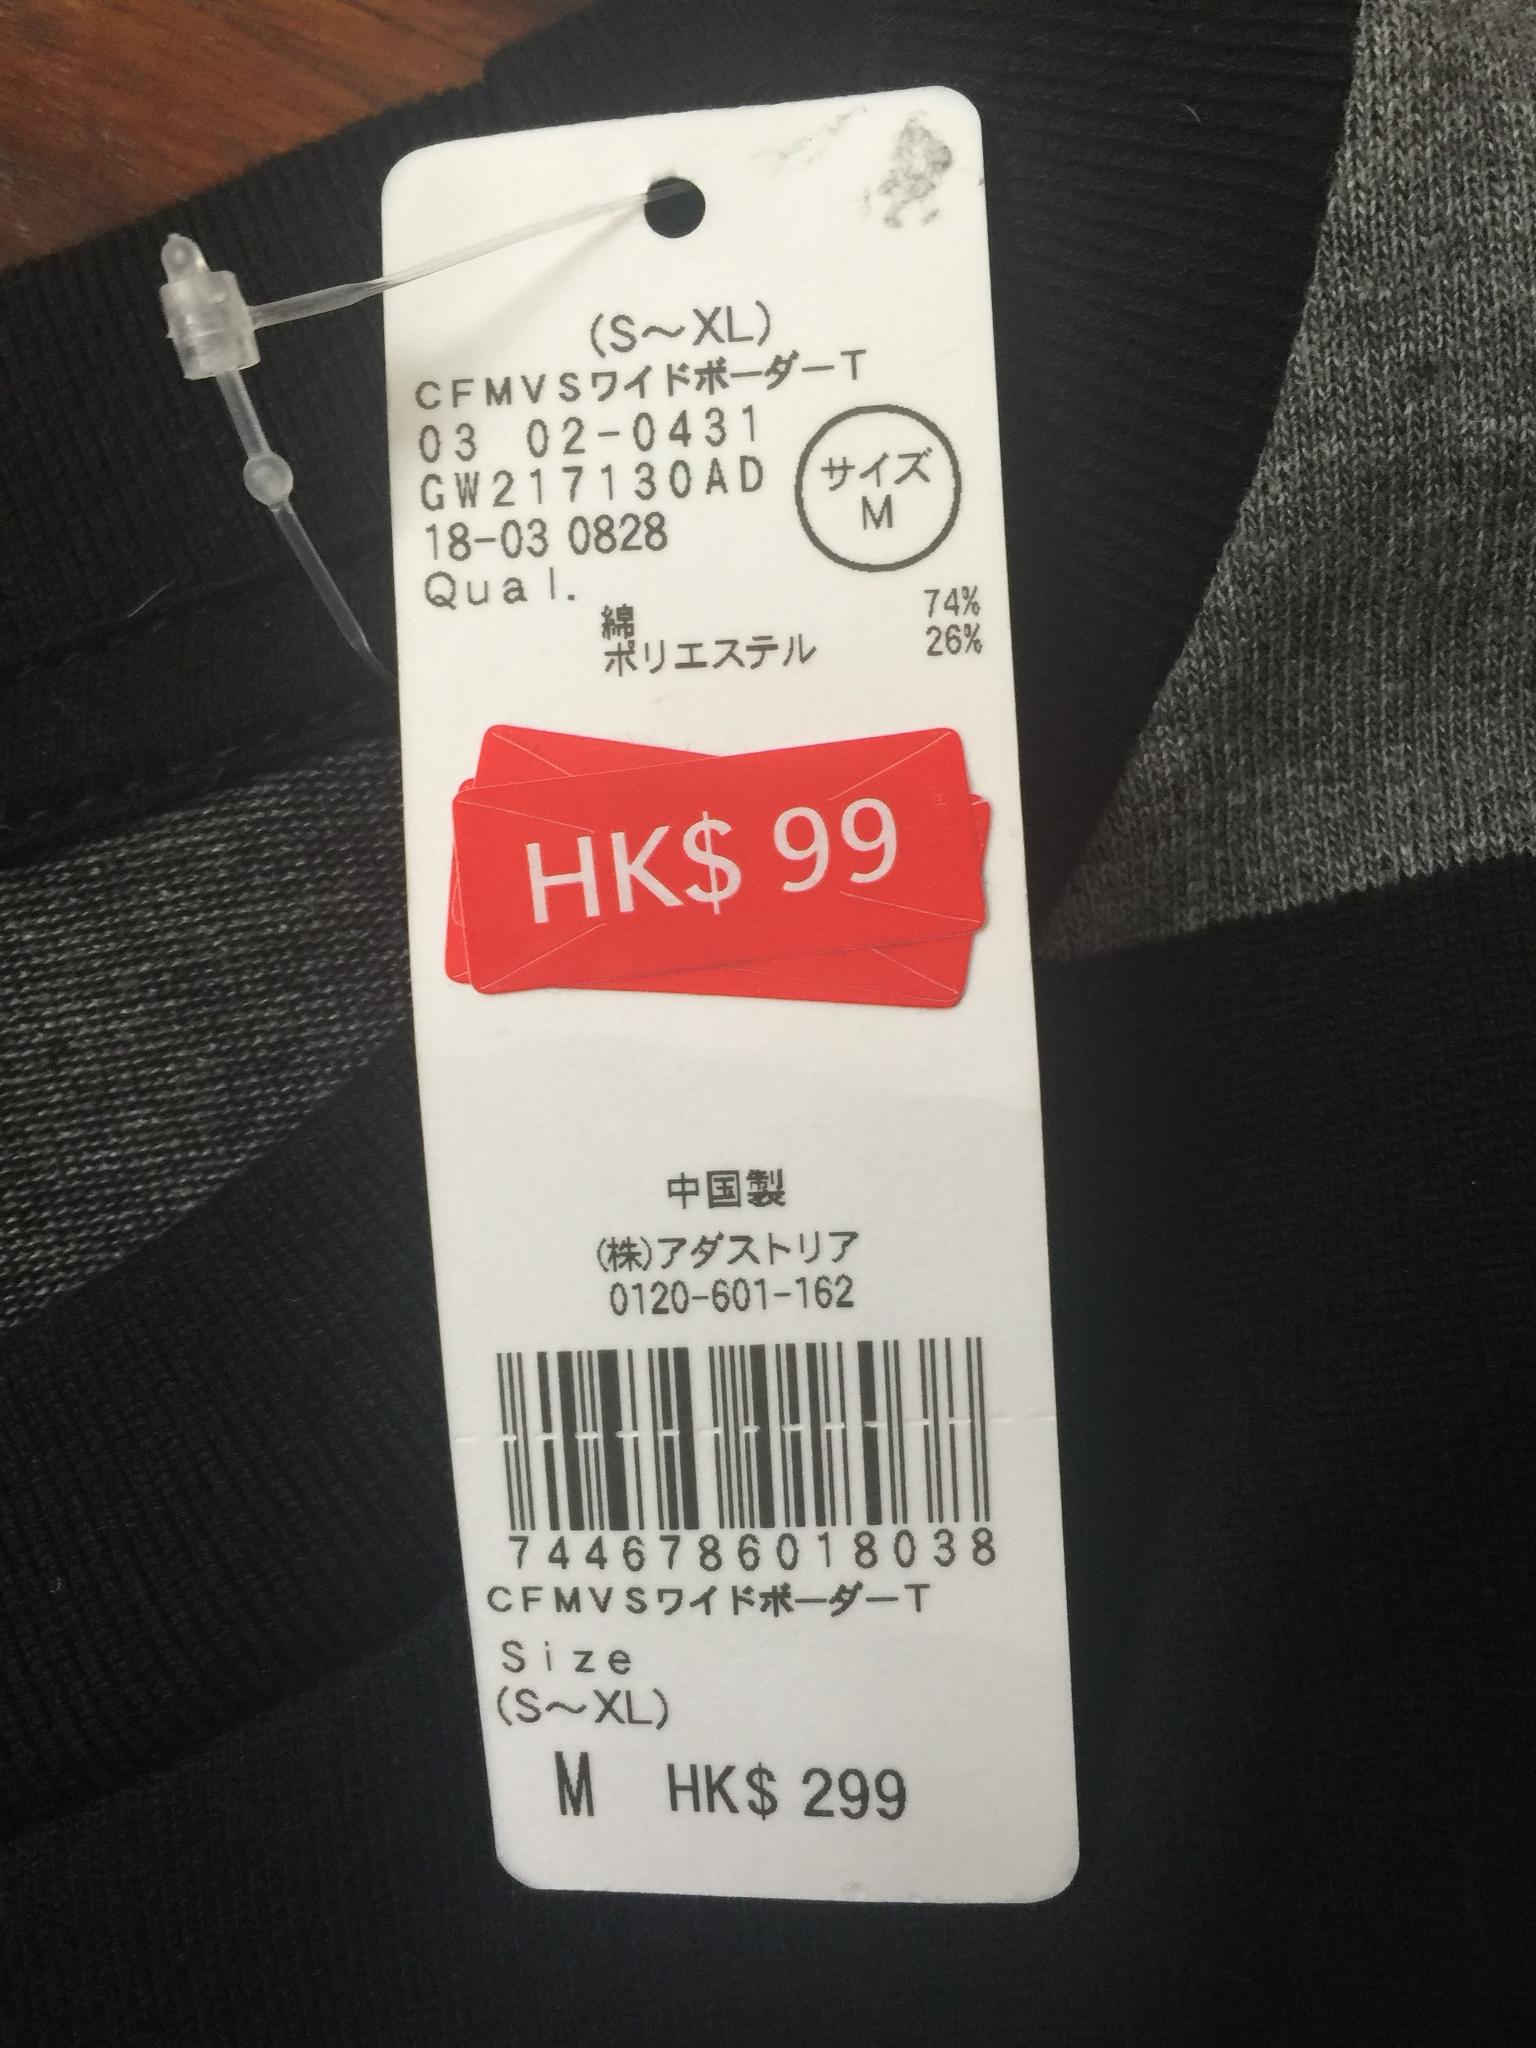 (S～XL)
CFMVSワイドボーダーT
03 02-0431
GW217130AD
サイズ
M
18-03 0828
Qual.
綿 74%
ポリエステル 26%
HK$ 99
中国製
(株)アダストリア
0120-601-162
7446786018038
CFMVSワイドボーダーT
Size
(S～XL)
M HK$ 299